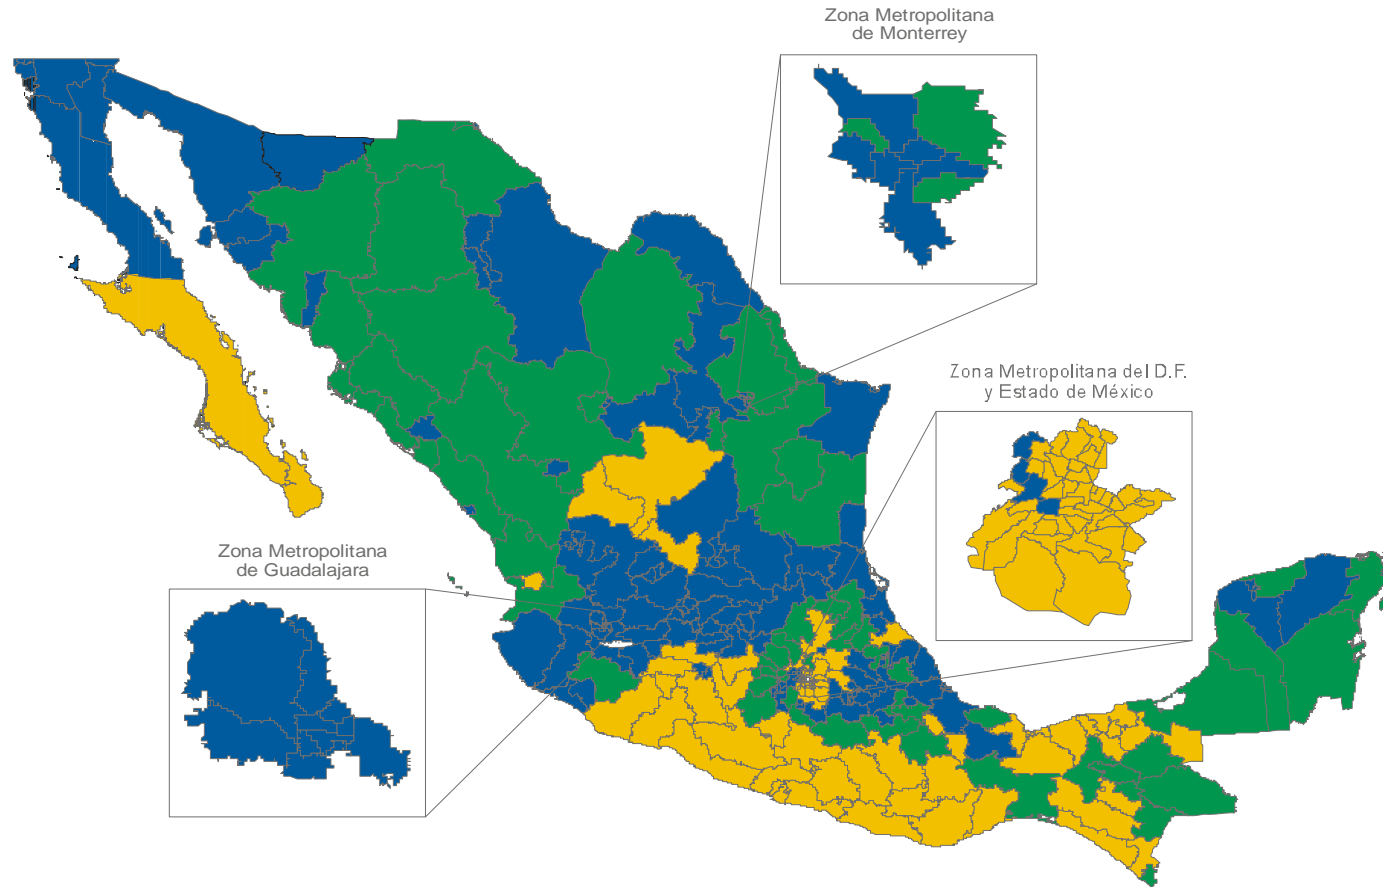 Zona Metropolitana
de Monterrey
Zona Metropolitana del D.F.
y Estado de México
Zona Metropolitana
de Guadalajara